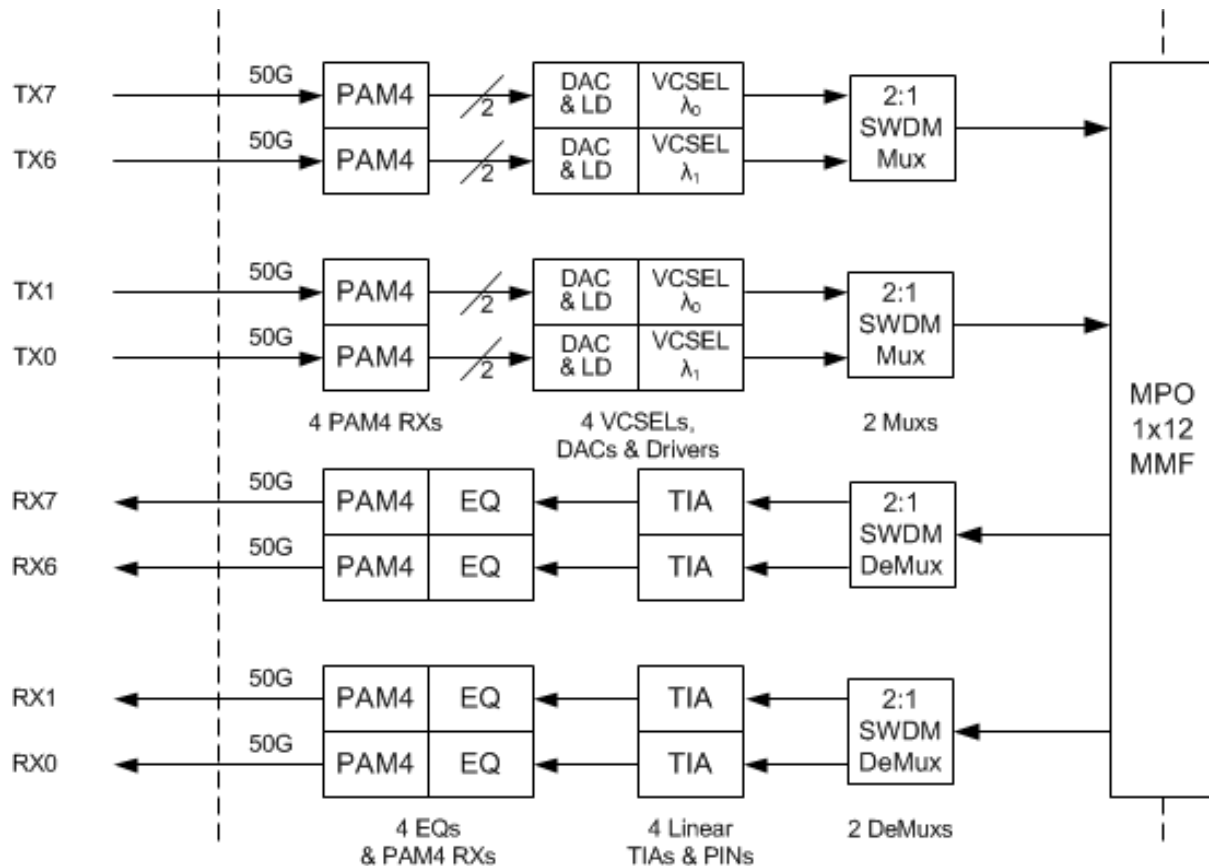 TX7
50G
PAM4
2
DAC
& LD
VCSEL
λ₀
2:1
SWDM
Mux
TX6
50G
PAM4
2
DAC
& LD
VCSEL
λ₁
TX1
50G
PAM4
2
DAC
& LD
VCSEL
λ₀
2:1
SWDM
Mux
TX0
50G
PAM4
2
DAC
& LD
VCSEL
λ₁
4 PAM4 RXs
4 VCSELs,
DACs & Drivers
2 Muxs
MPO
1x12
MMF
RX7
50G
PAM4
EQ
TIA
2:1
SWDM
DeMux
RX6
50G
PAM4
EQ
TIA
RX1
50G
PAM4
EQ
TIA
2:1
SWDM
DeMux
RX0
50G
PAM4
EQ
TIA
4 EQs
& PAM4 RXs
4 Linear
TIAs & PINs
2 DeMuxs